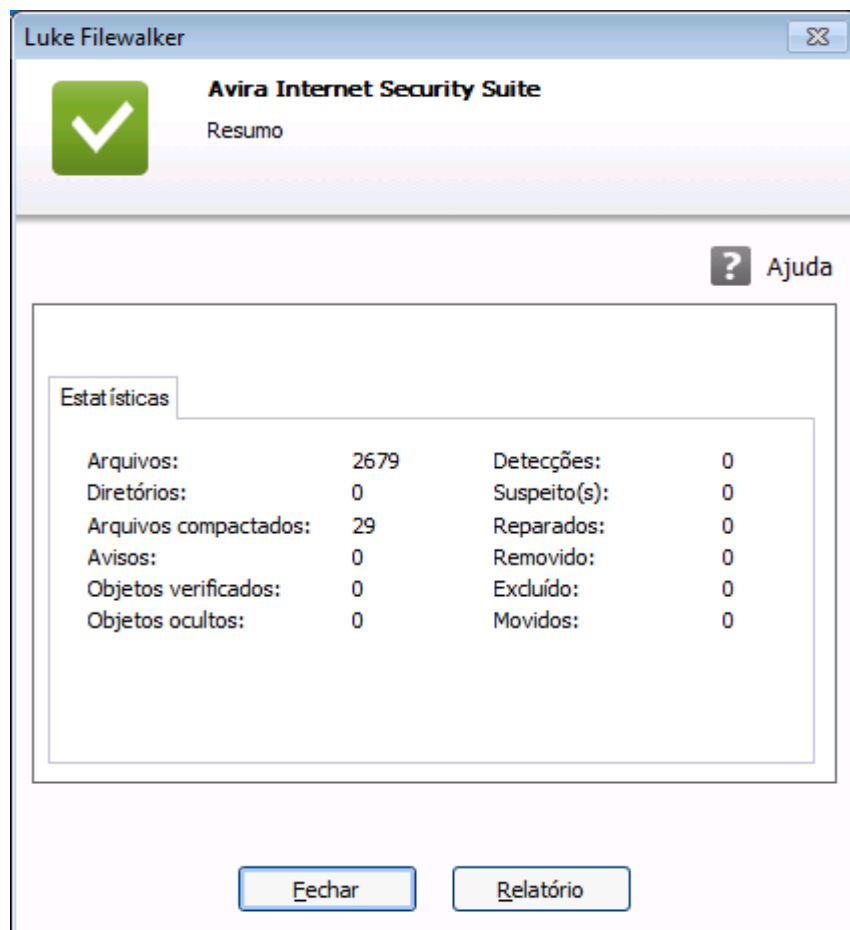 Luke Filewalker
Avira Internet Security Suite
Resumo
? Ajuda
Estatísticas
Arquivos: 2679 Detecções: 0
Diretórios: 0 Suspeito(s): 0
Arquivos compactados: 29 Reparados: 0
Avisos: 0 Removido: 0
Objetos verificados: 0 Excluído: 0
Objetos ocultos: 0 Movidos: 0
Fechar Relatório